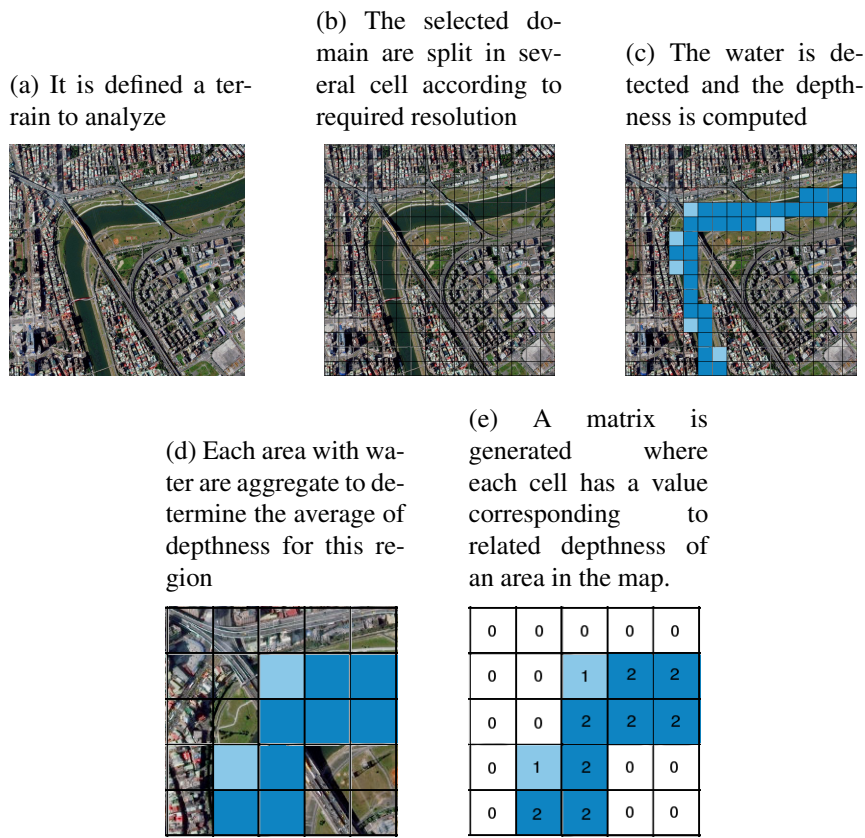 (a) It is defined a ter-
rain to analyze
(b) The selected do-
main are split in sev-
eral cell according to
required resolution
(c) The water is de-
tected and the depth-
ness is computed
(d) Each area with wa-
ter are aggregate to de-
termine the average of
depthness for this re-
gion
(e) A matrix is
generated where
each cell has a value
corresponding to
related depthness of
an area in the map.
0 0 0 0 0
0 0 1 2 2
0 0 2 2 2
0 1 2 0 0
0 2 2 0 0